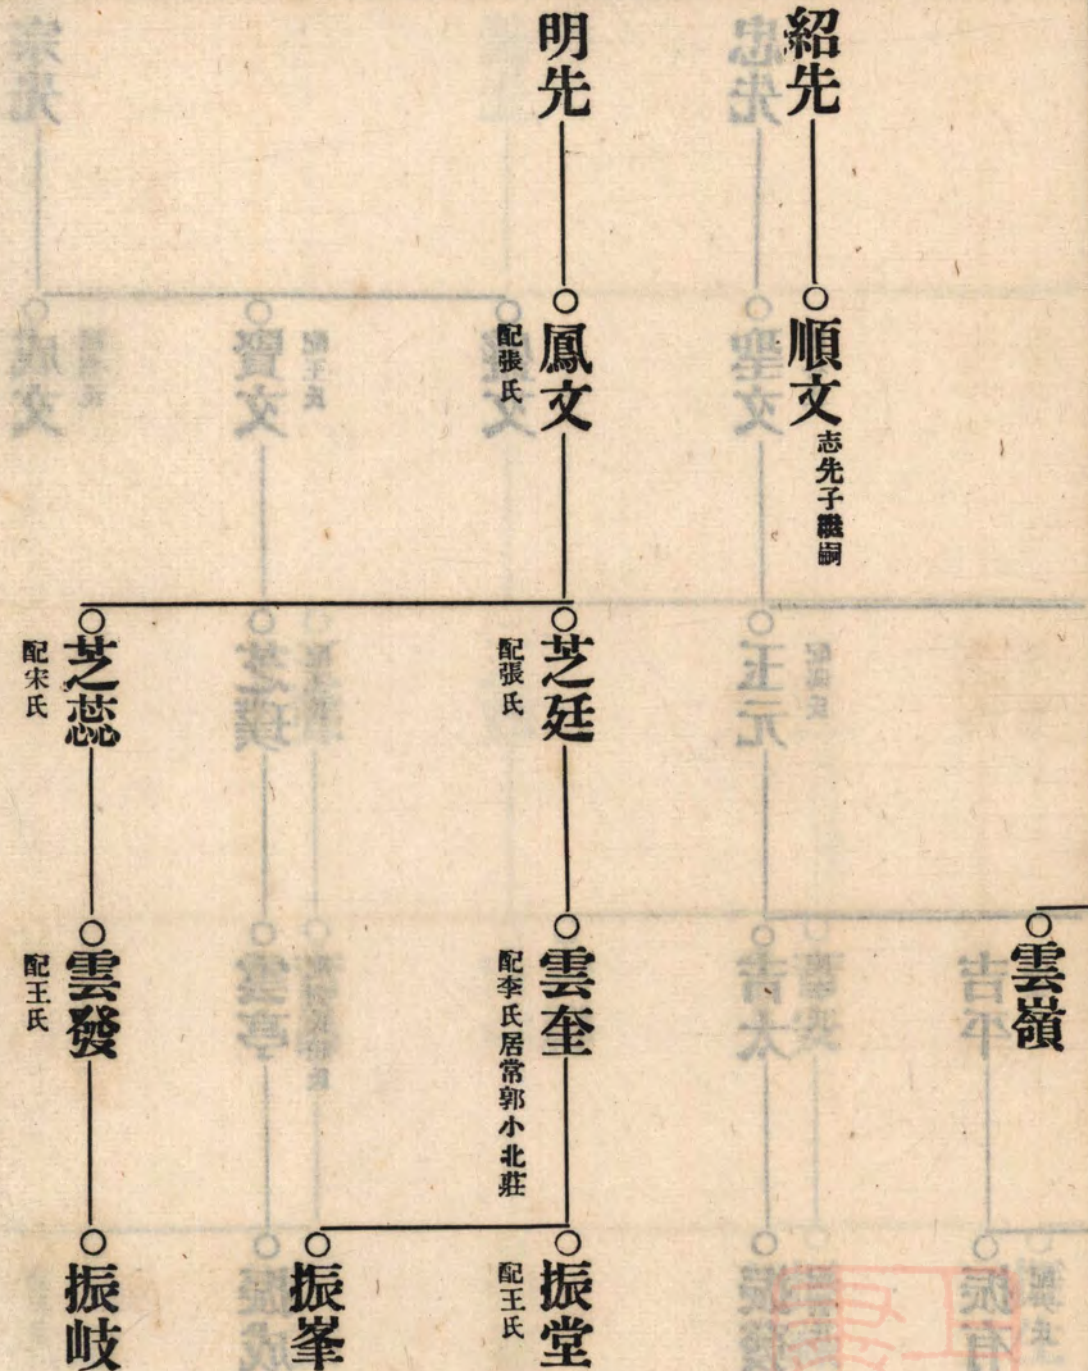 紹先
順文
志先子繼嗣
雲嶺
明先
鳳文
配張氏
芝廷
配張氏
雲奎
配李氏居常郭小北莊
振堂
配王氏
振峯
芝蕊
配宋氏
雲發
配王氏
振岐